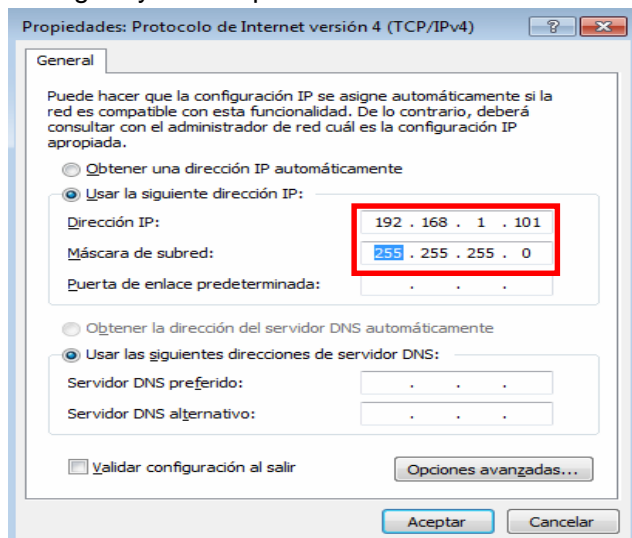 Propiedades: Protocolo de Internet versión 4 (TCP/IPv4)
General
Puede hacer que la configuración IP se asigne automáticamente si la
red es compatible con esta funcionalidad. De lo contrario, deberá
consultar con el administrador de red cuál es la configuración IP
apropiada.
Obtener una dirección IP automáticamente
Usar la siguiente dirección IP:
Dirección IP: 192 . 168 . 1 . 101
Máscara de subred: 255 . 255 . 255 . 0
Puerta de enlace predeterminada: . . .
Obtener la dirección del servidor DNS automáticamente
Usar las siguientes direcciones de servidor DNS:
Servidor DNS preferido: . . .
Servidor DNS alternativo: . . .
Validar configuración al salir
Opciones avanzadas...
Aceptar Cancelar